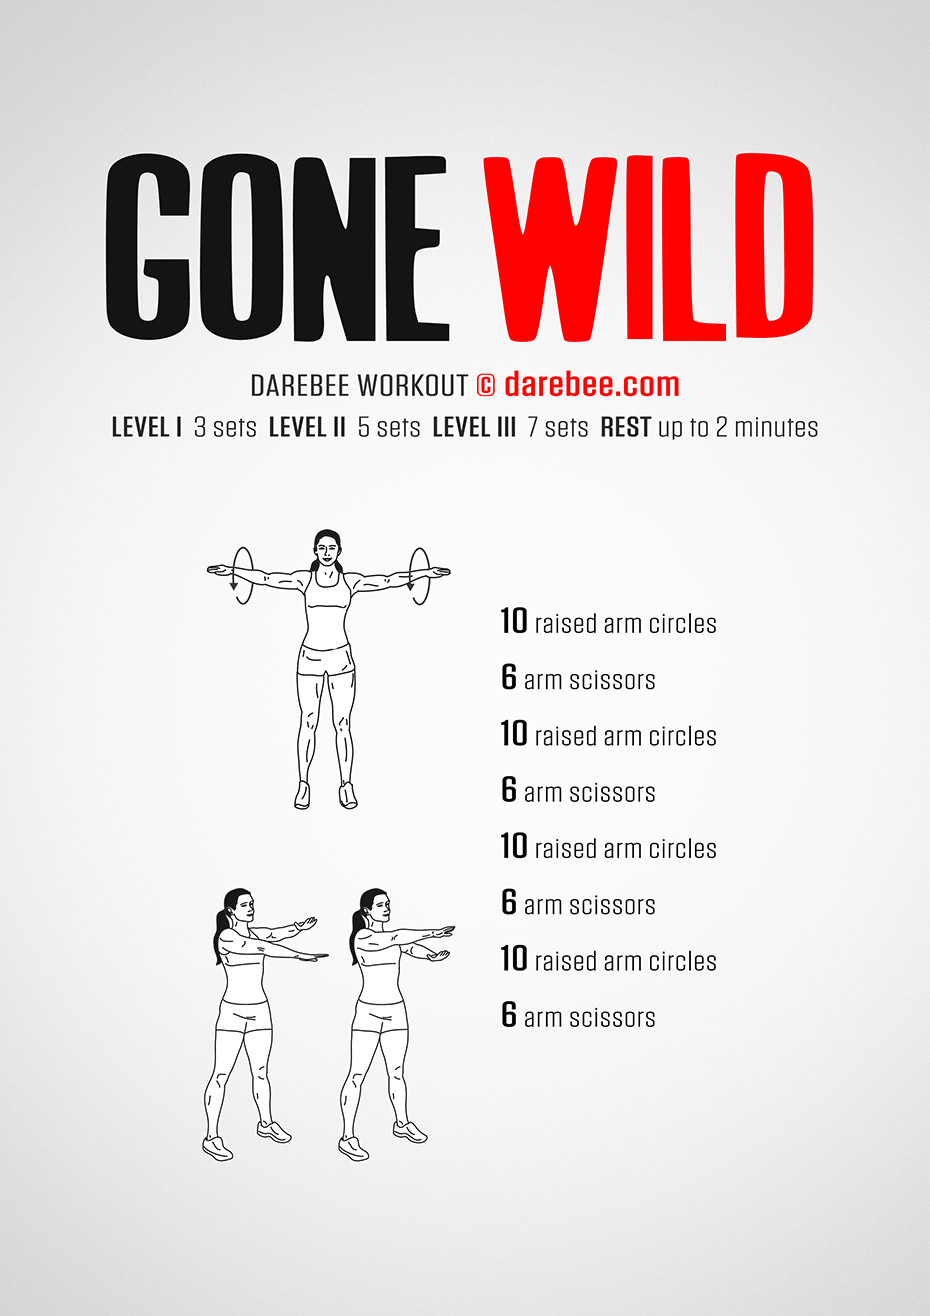 GONE WILD
DAREBEE WORKOUT © darebee.com
LEVEL I 3 sets LEVEL II 5 sets LEVEL III 7 sets REST up to 2 minutes
10 raised arm circles
6 arm scissors
10 raised arm circles
6 arm scissors
10 raised arm circles
6 arm scissors
10 raised arm circles
6 arm scissors